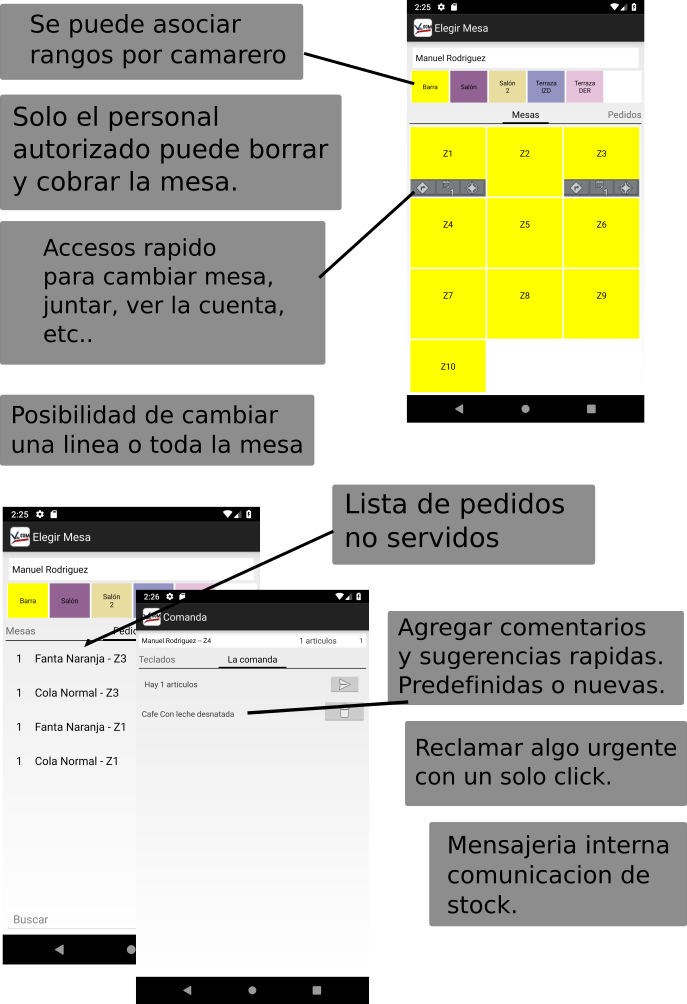 Se puede asociar
rangos por camarero
Solo el personal
autorizado puede borrar
y cobrar la mesa.
Accesos rapido
para cambiar mesa,
juntar, ver la cuenta,
etc..
Posibilidad de cambiar
una linea o toda la mesa
2:25
Elegir Mesa
Manuel Rodriguez
Barra
Salón
Salón
2
Terraza
IZD
Terraza
DER
Mesas Pedidos
Z1 Z2 Z3
1 1
Z4 Z5 Z6
Z7 Z8 Z9
Z10
Lista de pedidos
no servidos
2:25
Elegir Mesa
Manuel Rodriguez
Barra
Salón
Salón
2
Mesas Pedic
1 Fanta Naranja - Z3
1 Cola Normal - Z3
1 Fanta Naranja - Z1
1 Cola Normal - Z1
Buscar
2:26
Comanda
Manuel Rodriguez -- Z4 1 articulos 1
Teclados La comanda
Hay 1 articulos
Cafe Con leche desnatada
Agregar comentarios
y sugerencias rapidas.
Predefinidas o nuevas.
Reclamar algo urgente
con un solo click.
Mensajeria interna
comunicacion de
stock.